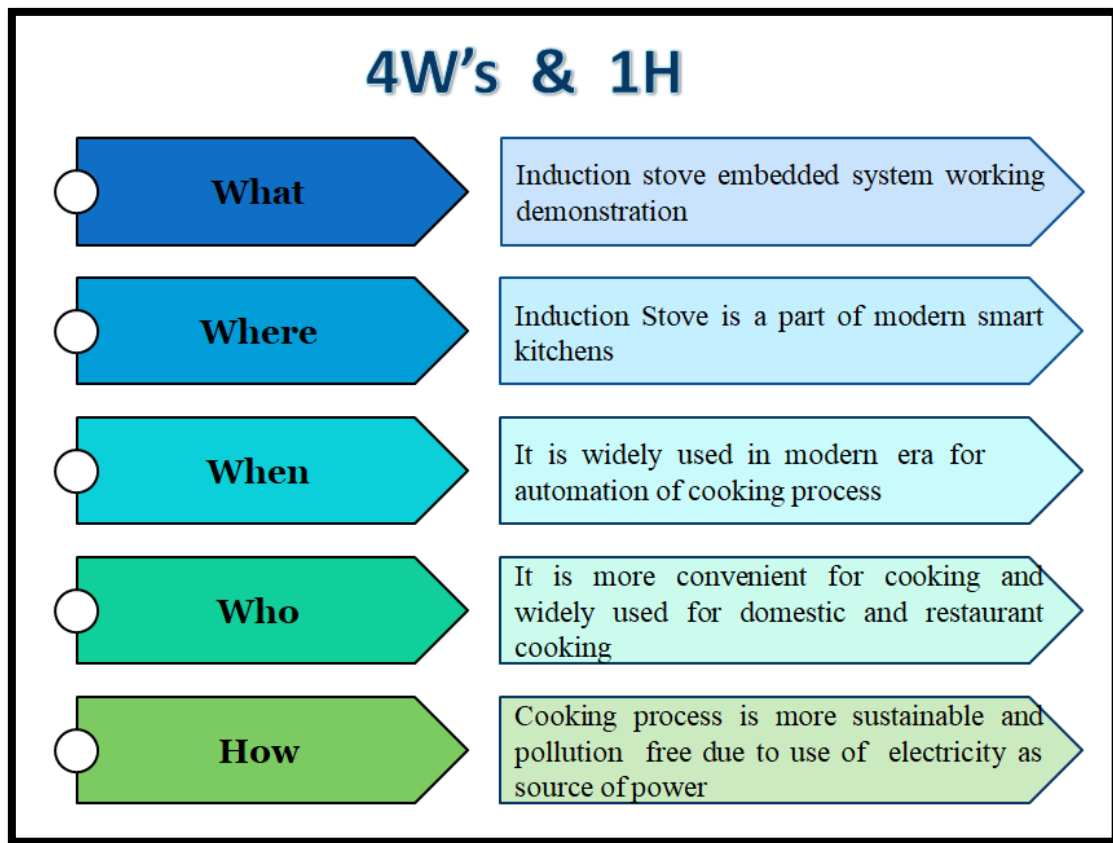 4W's & 1H
What
Induction stove embedded system working
demonstration
Where
Induction Stove is a part of modern smart
kitchens
When
It is widely used in modern era for
automation of cooking process
Who
It is more convenient for cooking and
widely used for domestic and restaurant
cooking
How
Cooking process is more sustainable and
pollution free due to use of electricity as
source of power